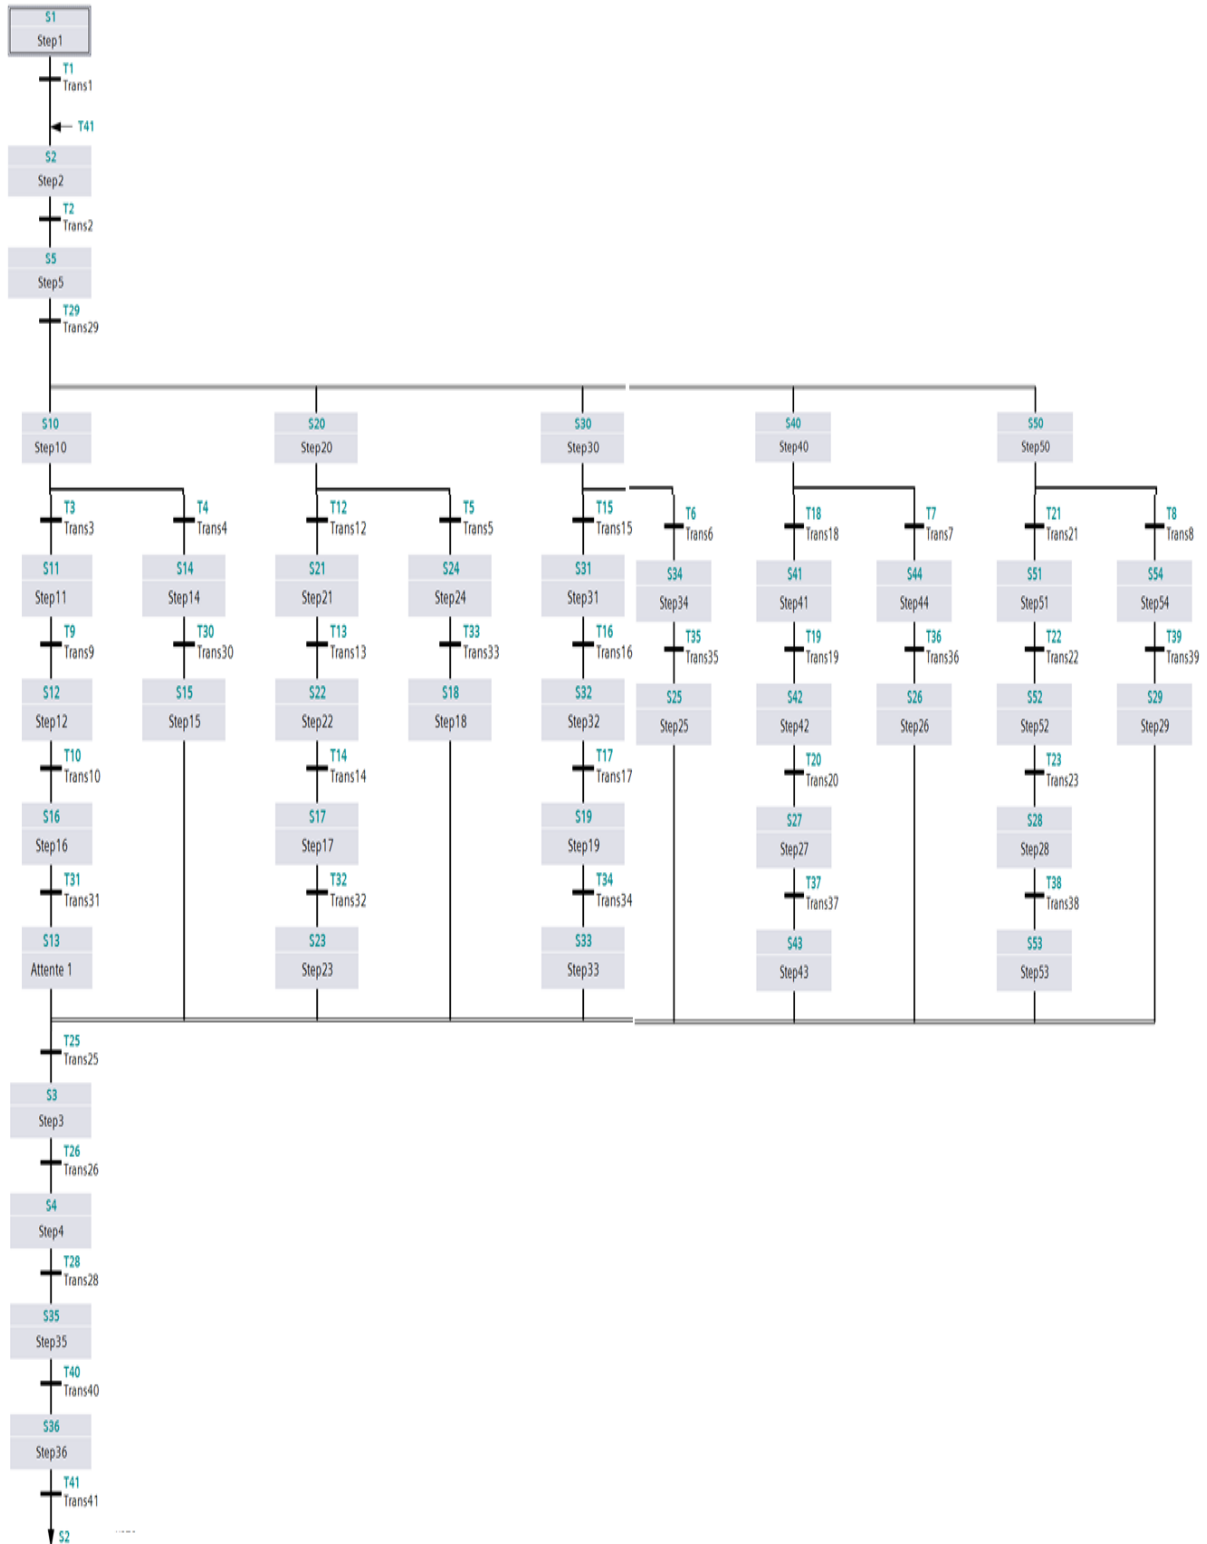 S1
Step1
T1
Trans1
T41
S2
Step2
T2
Trans2
S5
Step5
T29
Trans29
S10 S20 S30 S40 S50
Step10 Step20 Step30 Step40 Step50
T3 T4 T12 T5 T15 T6 T18 T7 T21 T8
Trans3 Trans4 Trans12 Trans5 Trans15 Trans6 Trans18 Trans7 Trans21 Trans8
S11 S14 S21 S24 S31 S34 S41 S44 S51 S54
Step11 Step14 Step21 Step24 Step31 Step34 Step41 Step44 Step51 Step54
T9 T30 T13 T33 T16 T35 T19 T36 T22 T39
Trans9 Trans30 Trans13 Trans33 Trans16 Trans35 Trans19 Trans36 Trans22 Trans39
S12 S15 S22 S18 S32 S25 S42 S26 S52 S29
Step12 Step15 Step22 Step18 Step32 Step25 Step42 Step26 Step52 Step29
T10 T14 T17 T20 T23
Trans10 Trans14 Trans17 Trans20 Trans23
S16 S17 S19 S27 S28
Step16 Step17 Step19 Step27 Step28
T31 T32 T34 T37 T38
Trans31 Trans32 Trans34 Trans37 Trans38
S13 S23 S33 S43 S53
Attente 1 Step23 Step33 Step43 Step53
T25
Trans25
S3
Step3
T26
Trans26
S4
Step4
T28
Trans28
S35
Step35
T40
Trans40
S36
Step36
T41
Trans41
S2